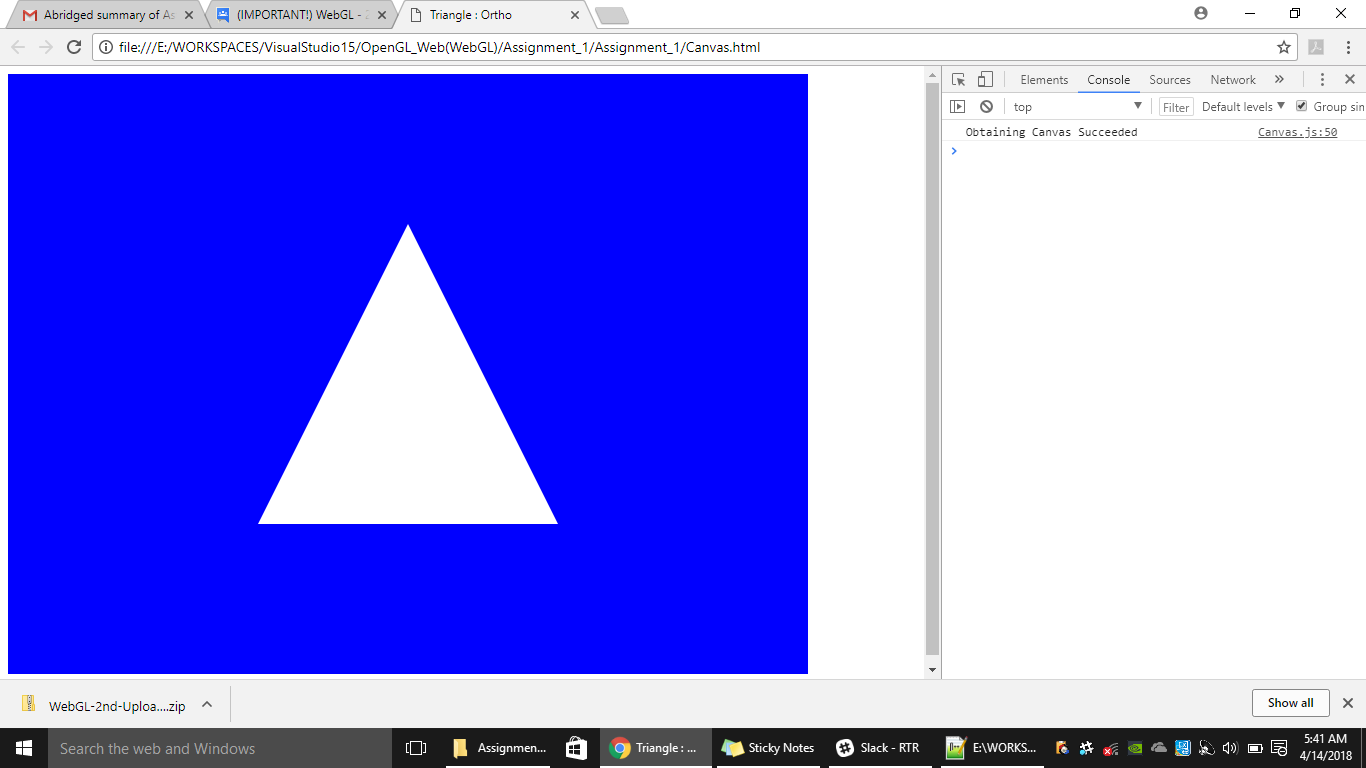 Abridged summary of As
(IMPORTANT!) WebGL - 2
Triangle : Ortho
file:///E:/WORKSPACES/VisualStudio15/OpenGL_Web(WebGL)/Assignment_1/Assignment_1/Canvas.html
Elements Console Sources Network »
top Filter Default levels Group sin
Obtaining Canvas Succeeded Canvas.js:50
WebGL-2nd-Uploa....zip
Show all
Search the web and Windows
Assignmen...
Triangle : ...
Sticky Notes
Slack - RTR
E:\WORKS...
5:41 AM
4/14/2018